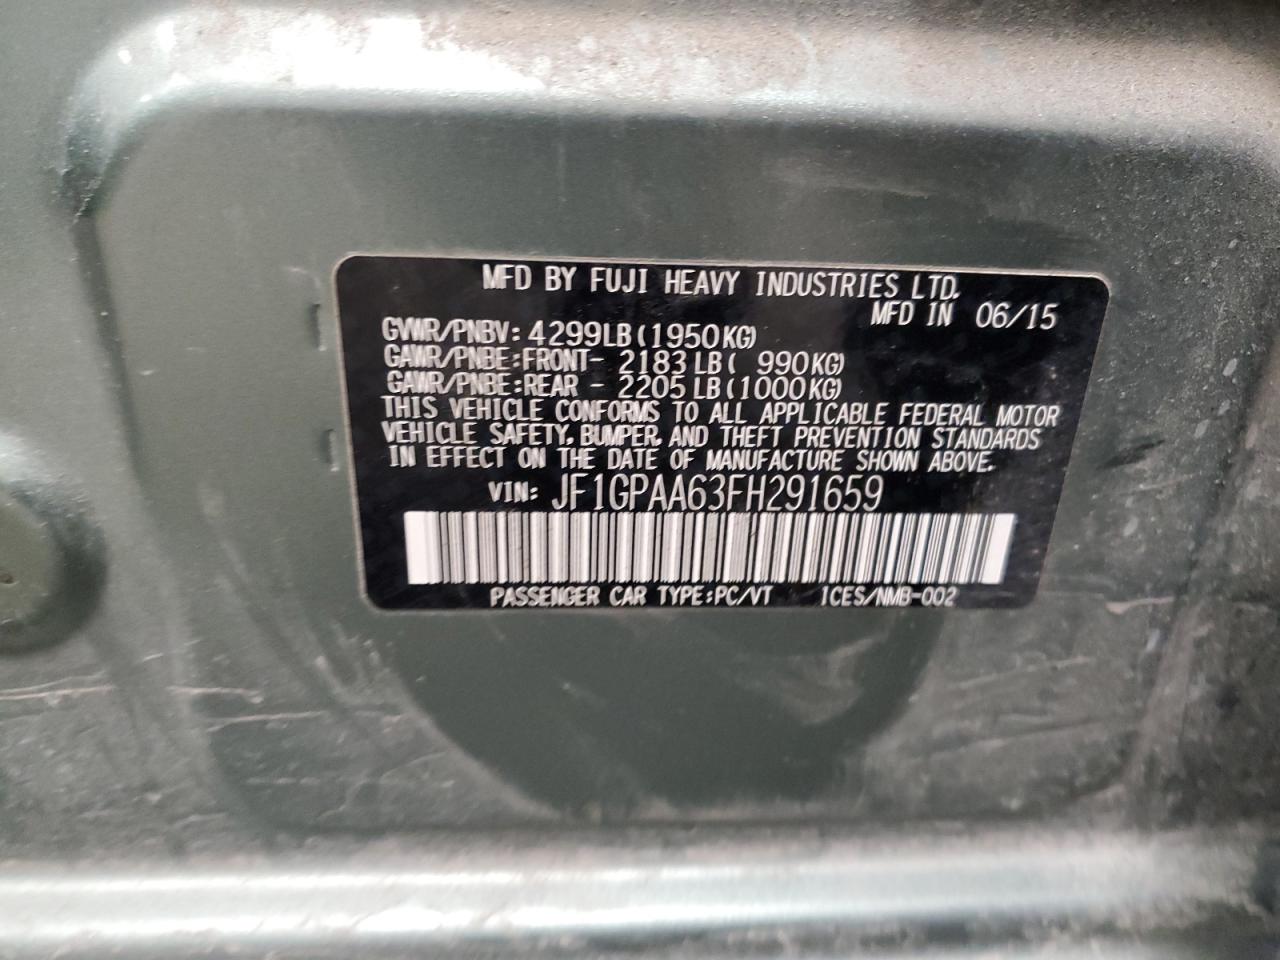 MFD BY FUJI HEAVY INDUSTRIES LTD.
MFD IN 06/15
GVWR/PNBV: 4299LB (1950KG)
GAWR/PNBE:FRONT- 2183 LB ( 990KG)
GAWR/PNBE:REAR - 2205 LB (1000KG)
THIS VEHICLE CONFORMS TO ALL APPLICABLE FEDERAL MOTOR
VEHICLE SAFETY, BUMPER, AND THEFT PREVENTION STANDARDS
IN EFFECT ON THE DATE OF MANUFACTURE SHOWN ABOVE.
VIN: JF1GPAA63FH291659
PASSENGER CAR TYPE:PC/VT ICES/NMB-002